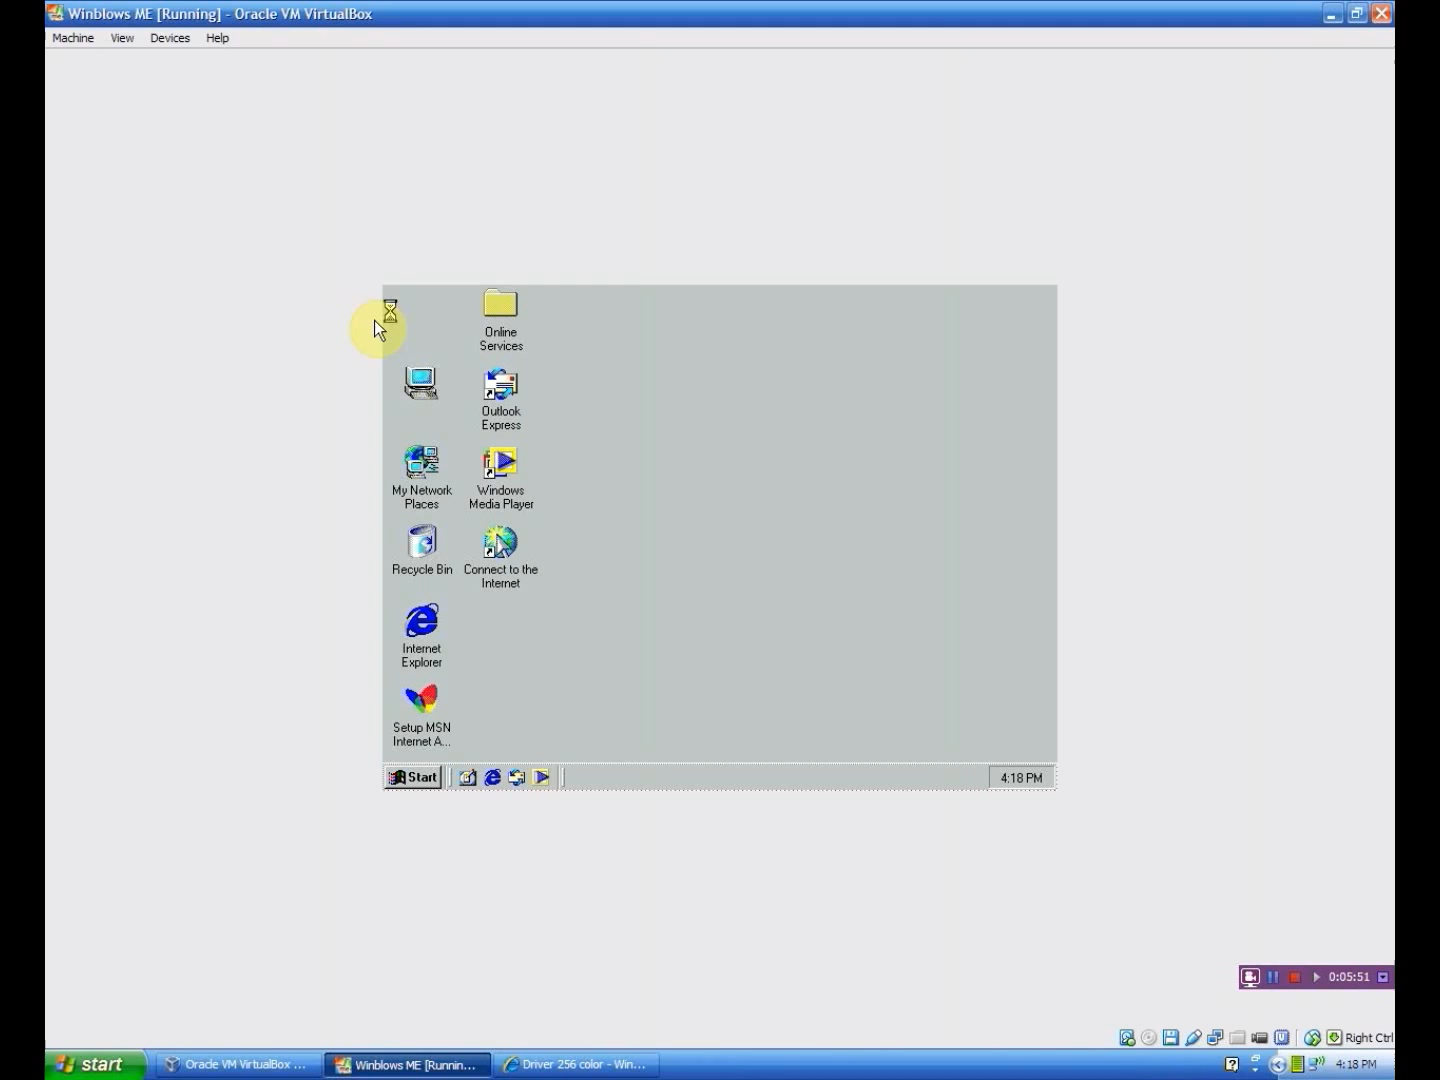 Winblows ME [Running] - Oracle VM VirtualBox
Machine View Devices Help
Online
Services
Outlook
Express
My Network
Places
Windows
Media Player
Recycle Bin
Connect to the
Internet
Internet
Explorer
Setup MSN
Internet A...
Start
4:18 PM
0:05:51
Right Ctrl
start
Oracle VM VirtualBox ...
Winblows ME [Runnin...
Driver 256 color - Win...
4:18 PM